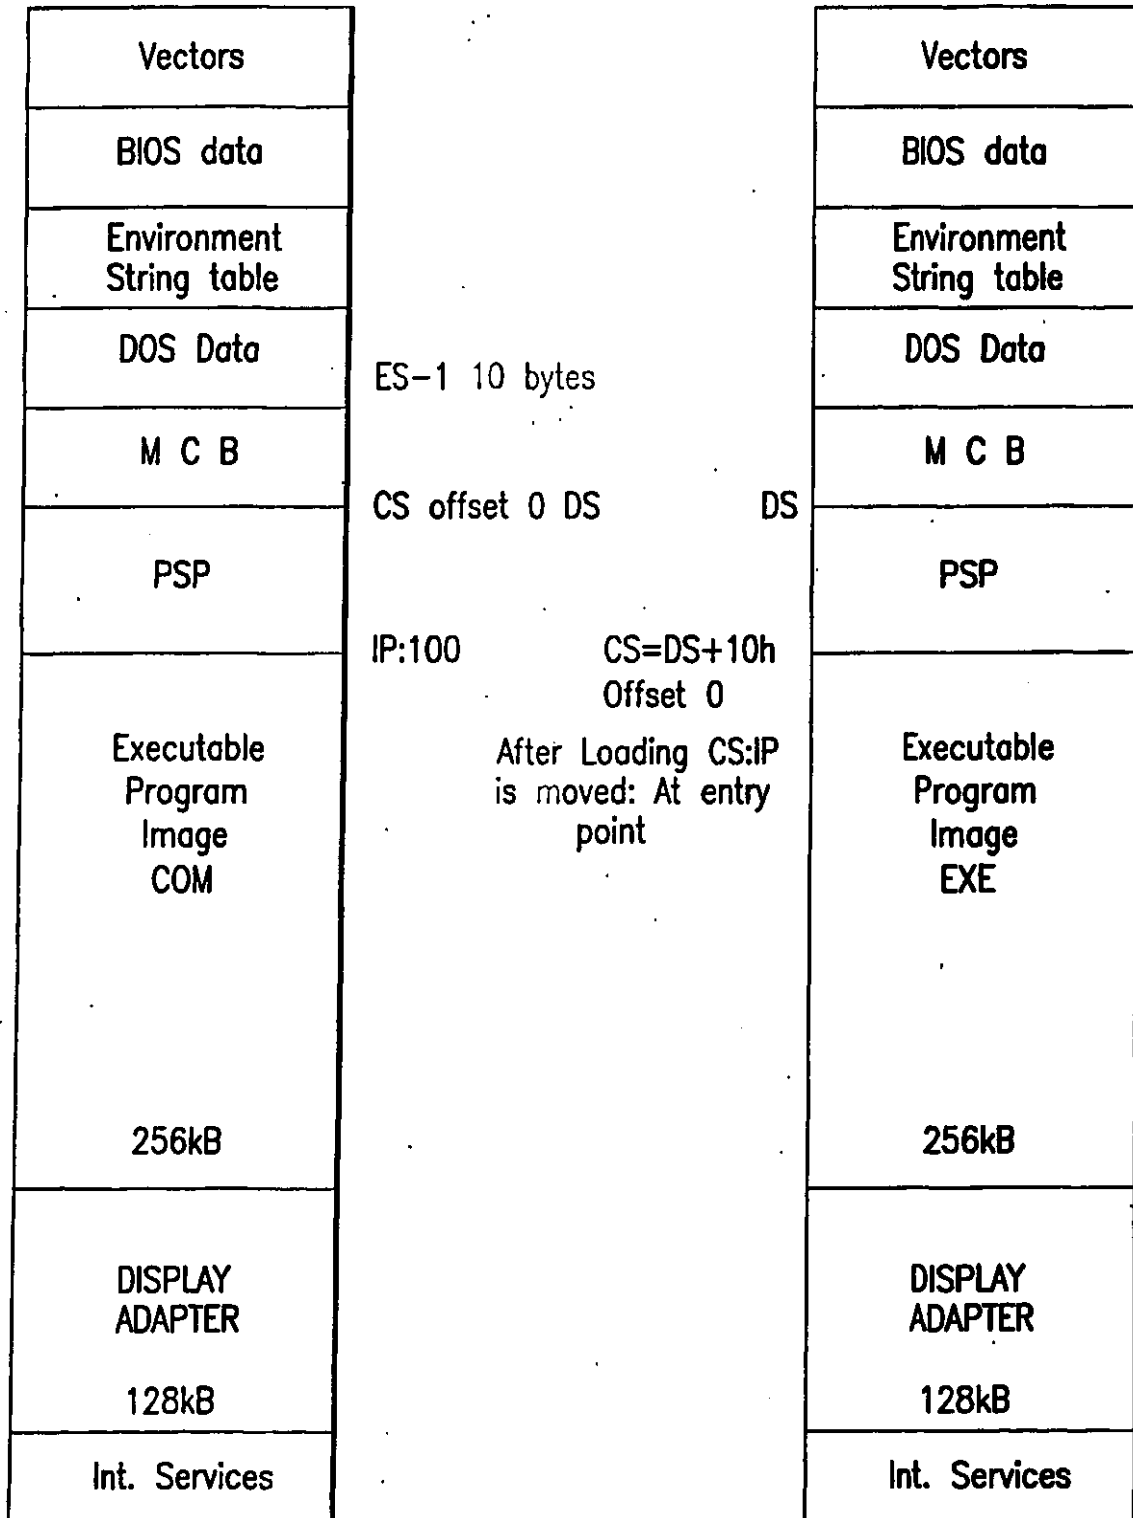 Vectors
BIOS data
Environment
String table
DOS Data
M C B
PSP
Executable
Program
Image
COM
256kB
DISPLAY
ADAPTER
128kB
Int. Services
ES-1 10 bytes
CS offset 0 DS
IP:100
DS
CS=DS+10h
Offset 0
After Loading CS:IP
is moved: At entry
point
Vectors
BIOS data
Environment
String table
DOS Data
M C B
PSP
Executable
Program
Image
EXE
256kB
DISPLAY
ADAPTER
128kB
Int. Services